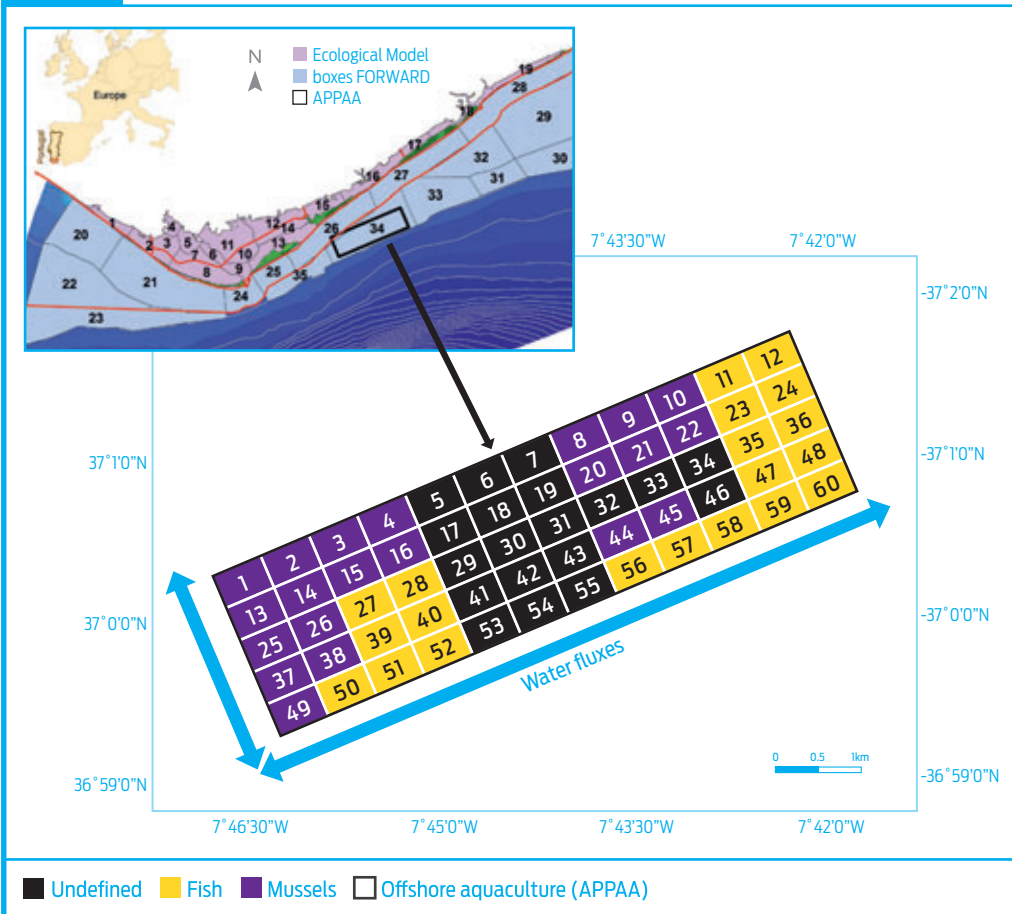 N
Ecological Model
boxes FORWARD
APPAA
Europe
19
28
18
29
17
32
30
16
27
31
33
15
1
4
12
14
26
34
20
2
3
5
11
13
7
6
10
8
9
25
35
22
21
24
23
7°43'30"W
7°42'0"W
-37°2'0"N
37°1'0"N
-37°1'0"N
37°0'0"N
-37°0'0"N
36°59'0"N
-36°59'0"N
1 2 3 4 5 6 7 8 9 10 11 12
13 14 15 16 17 18 19 20 21 22 23 24
25 26 27 28 29 30 31 32 33 34 35 36
37 38 39 40 41 42 43 44 45 46 47 48
49 50 51 52 53 54 55 56 57 58 59 60
Water fluxes
0 0.5 1km
7°46'30"W
7°45'0"W
7°43'30"W
7°42'0"W
Undefined
Fish
Mussels
Offshore aquaculture (APPAA)